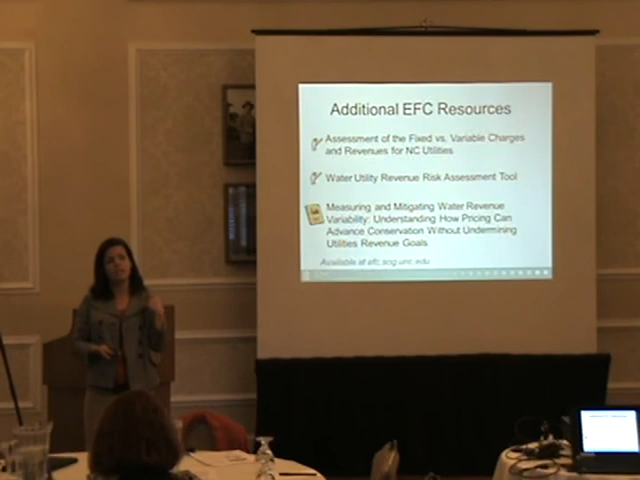 Additional EFC Resources
Assessment of the Fixed vs. Variable Charges
and Revenues for NC Utilities
Water Utility Revenue Risk Assessment Tool
Measuring and Mitigating Water Revenue
Variability: Understanding How Pricing Can
Advance Conservation Without Undermining
Utilities Revenue Goals
Available at efc.sog.unc.edu